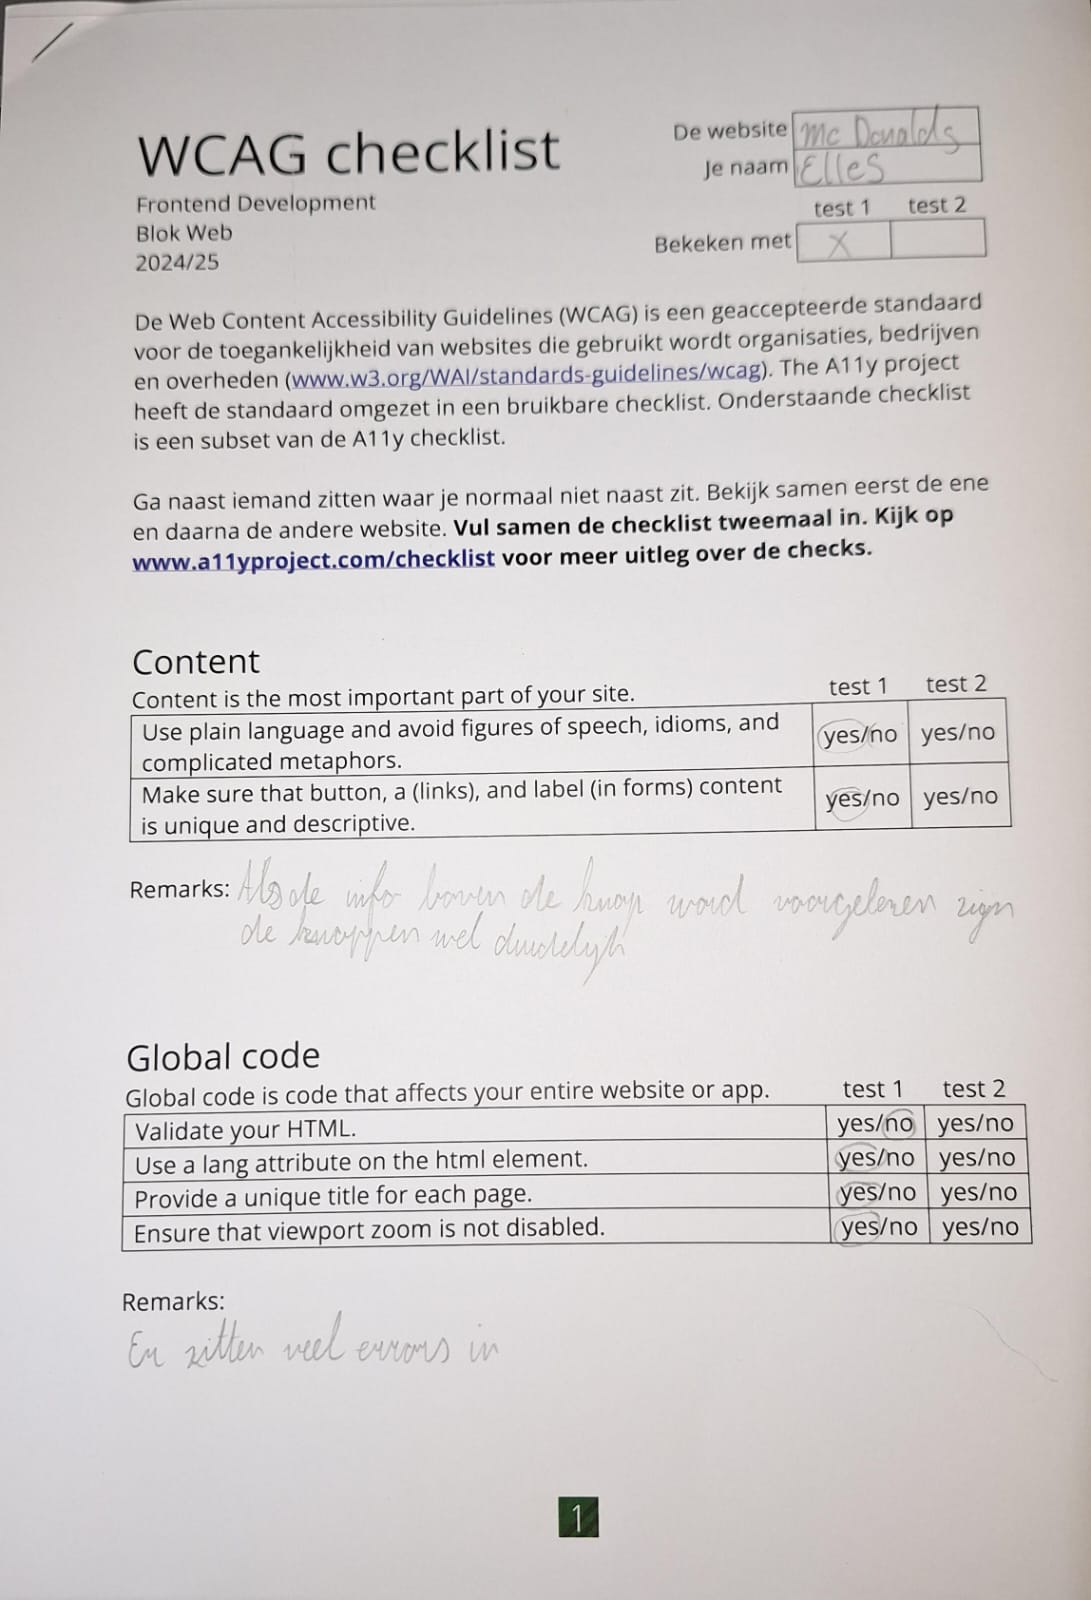 WCAG checklist
Frontend Development
Blok Web
2024/25
De website Mc Donalds
Je naam Elles
test 1 test 2
Bekeken met X
De Web Content Accessibility Guidelines (WCAG) is een geaccepteerde standaard
voor de toegankelijkheid van websites die gebruikt wordt organisaties, bedrijven
en overheden (www.w3.org/WAI/standards-guidelines/wcag). The A11y project
heeft de standaard omgezet in een bruikbare checklist. Onderstaande checklist
is een subset van de A11y checklist.
Ga naast iemand zitten waar je normaal niet naast zit. Bekijk samen eerst de ene
en daarna de andere website. Vul samen de checklist tweemaal in. Kijk op
www.a11yproject.com/checklist voor meer uitleg over de checks.
Content
Content is the most important part of your site. test 1 test 2
Use plain language and avoid figures of speech, idioms, and
complicated metaphors. yes/no yes/no
Make sure that button, a (links), and label (in forms) content
is unique and descriptive. yes/no yes/no
Remarks: Als de info boven de knop word voorgelezen zijn
de knoppen wel duidelijk
Global code
Global code is code that affects your entire website or app. test 1 test 2
Validate your HTML. yes/no yes/no
Use a lang attribute on the html element. yes/no yes/no
Provide a unique title for each page. yes/no yes/no
Ensure that viewport zoom is not disabled. yes/no yes/no
Remarks:
Er zitten veel errors in
1